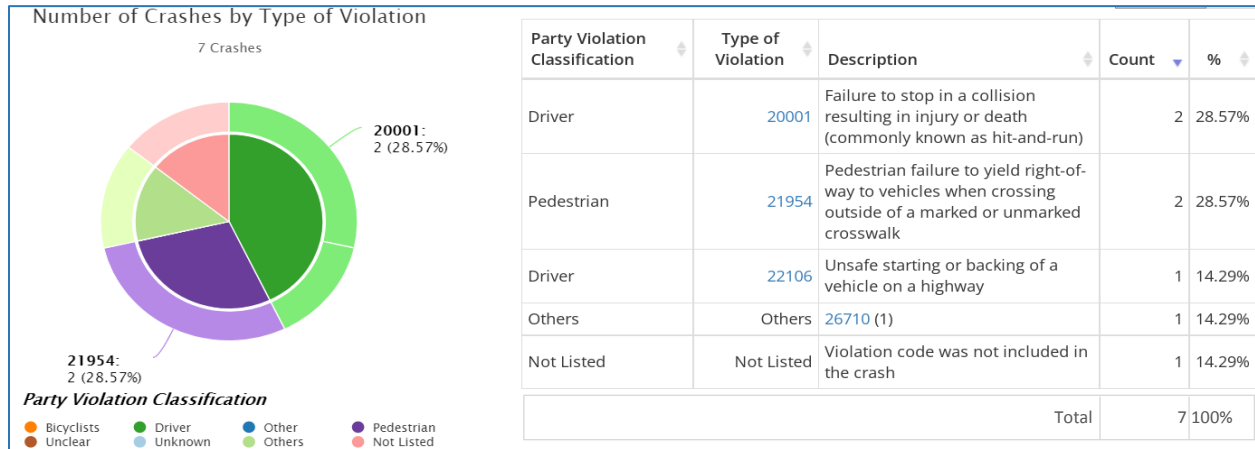 Number of Crashes by Type of Violation
7 Crashes
20001:
2 (28.57%)
21954:
2 (28.57%)
Party Violation Classification
Bicyclists
Driver
Other
Pedestrian
Unclear
Unknown
Others
Not Listed
Party Violation
Classification
Type of
Violation
Description
Count
%
Driver
20001
Failure to stop in a collision
resulting in injury or death
(commonly known as hit-and-run)
2
28.57%
Pedestrian
21954
Pedestrian failure to yield right-of-
way to vehicles when crossing
outside of a marked or unmarked
crosswalk
2
28.57%
Driver
22106
Unsafe starting or backing of a
vehicle on a highway
1
14.29%
Others
Others
26710 (1)
1
14.29%
Not Listed
Not Listed
Violation code was not included in
the crash
1
14.29%
Total
7
100%